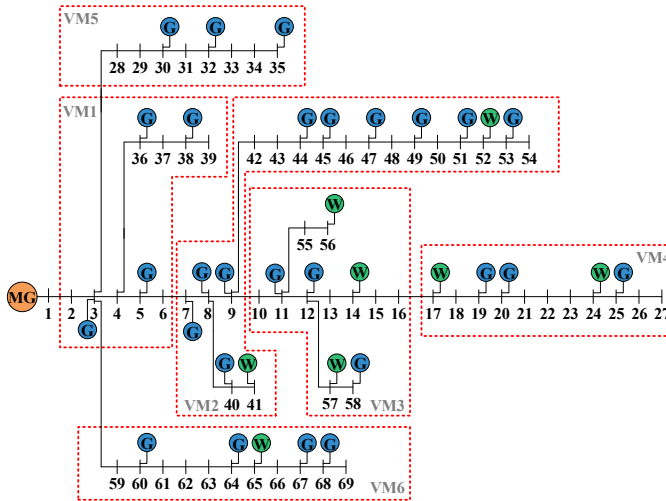 VM5 G G G
28 29 30 31 32 33 34 35
VM1 G G G G G G G W G
36 37 38 39 42 43 44 45 46 47 48 49 50 51 52 53 54
W
55 56
VM4
MG G G G G G W W G G W G
1 2 3 4 5 6 7 8 9 10 11 12 13 14 15 16 17 18 19 20 21 22 23 24 25 26 27
G G
G W W G
VM2 40 41 57 58 VM3
G G W G G
59 60 61 62 63 64 65 66 67 68 69
VM6